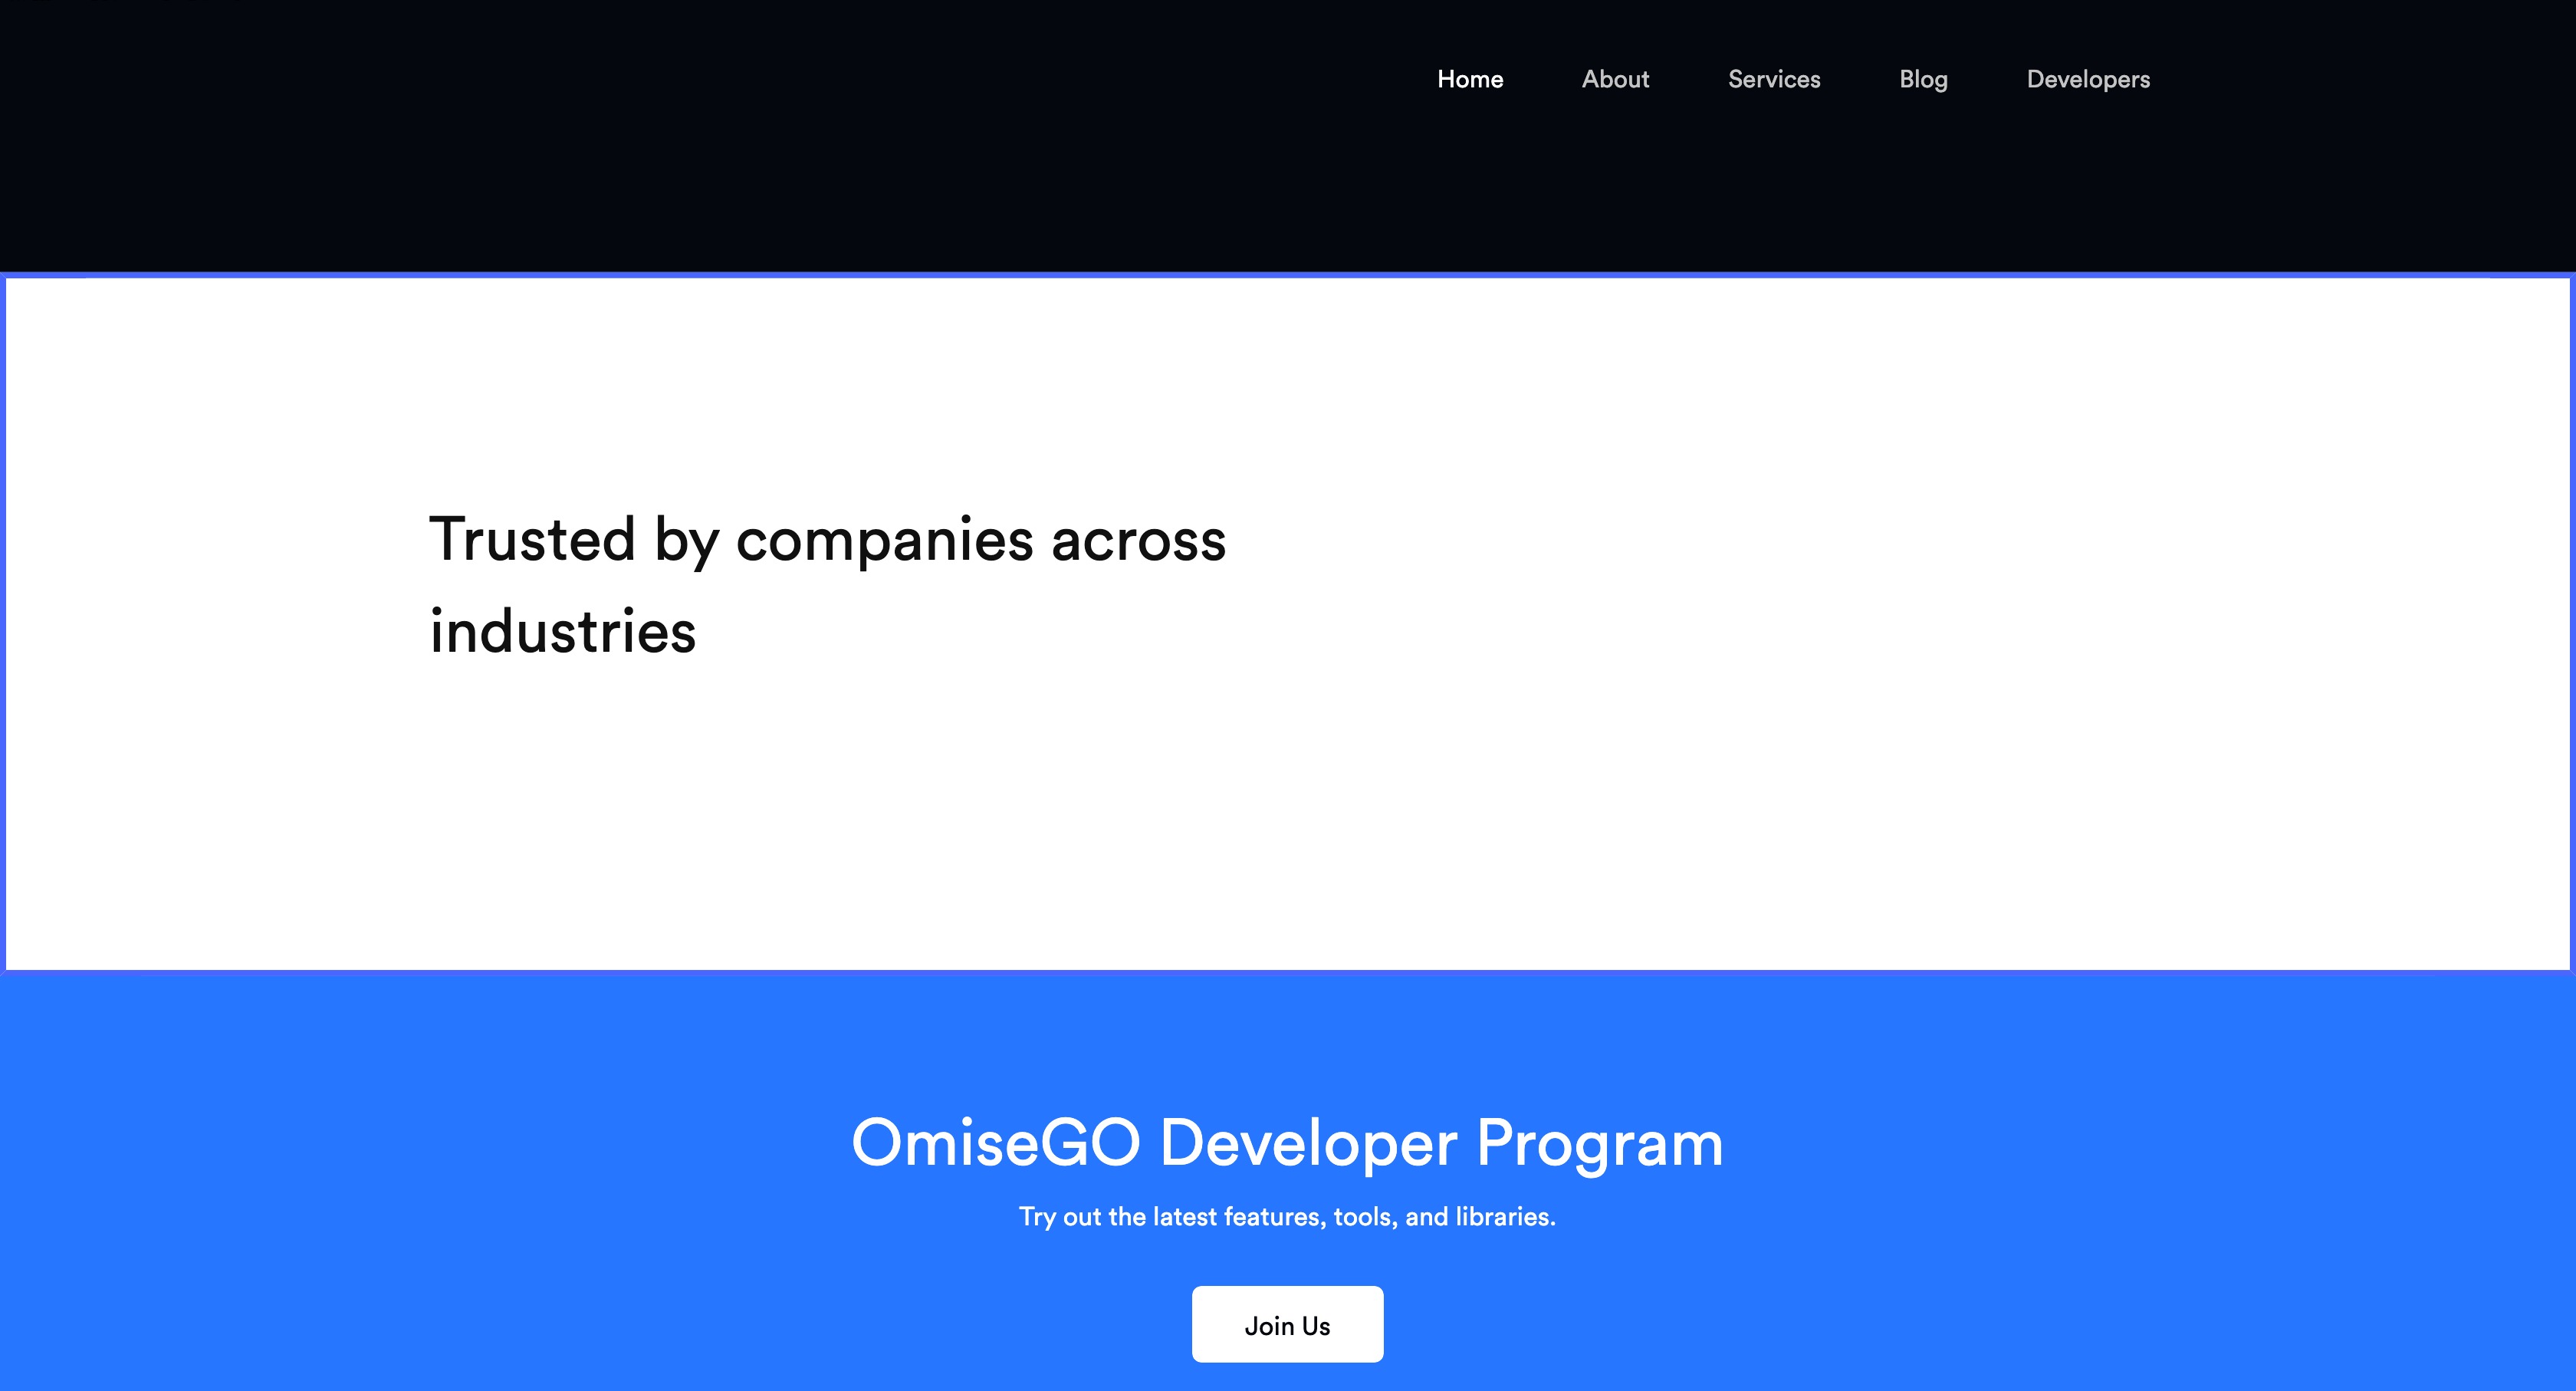 Home About Services Blog Developers
Trusted by companies across
industries
OmiseGO Developer Program
Try out the latest features, tools, and libraries.
Join Us